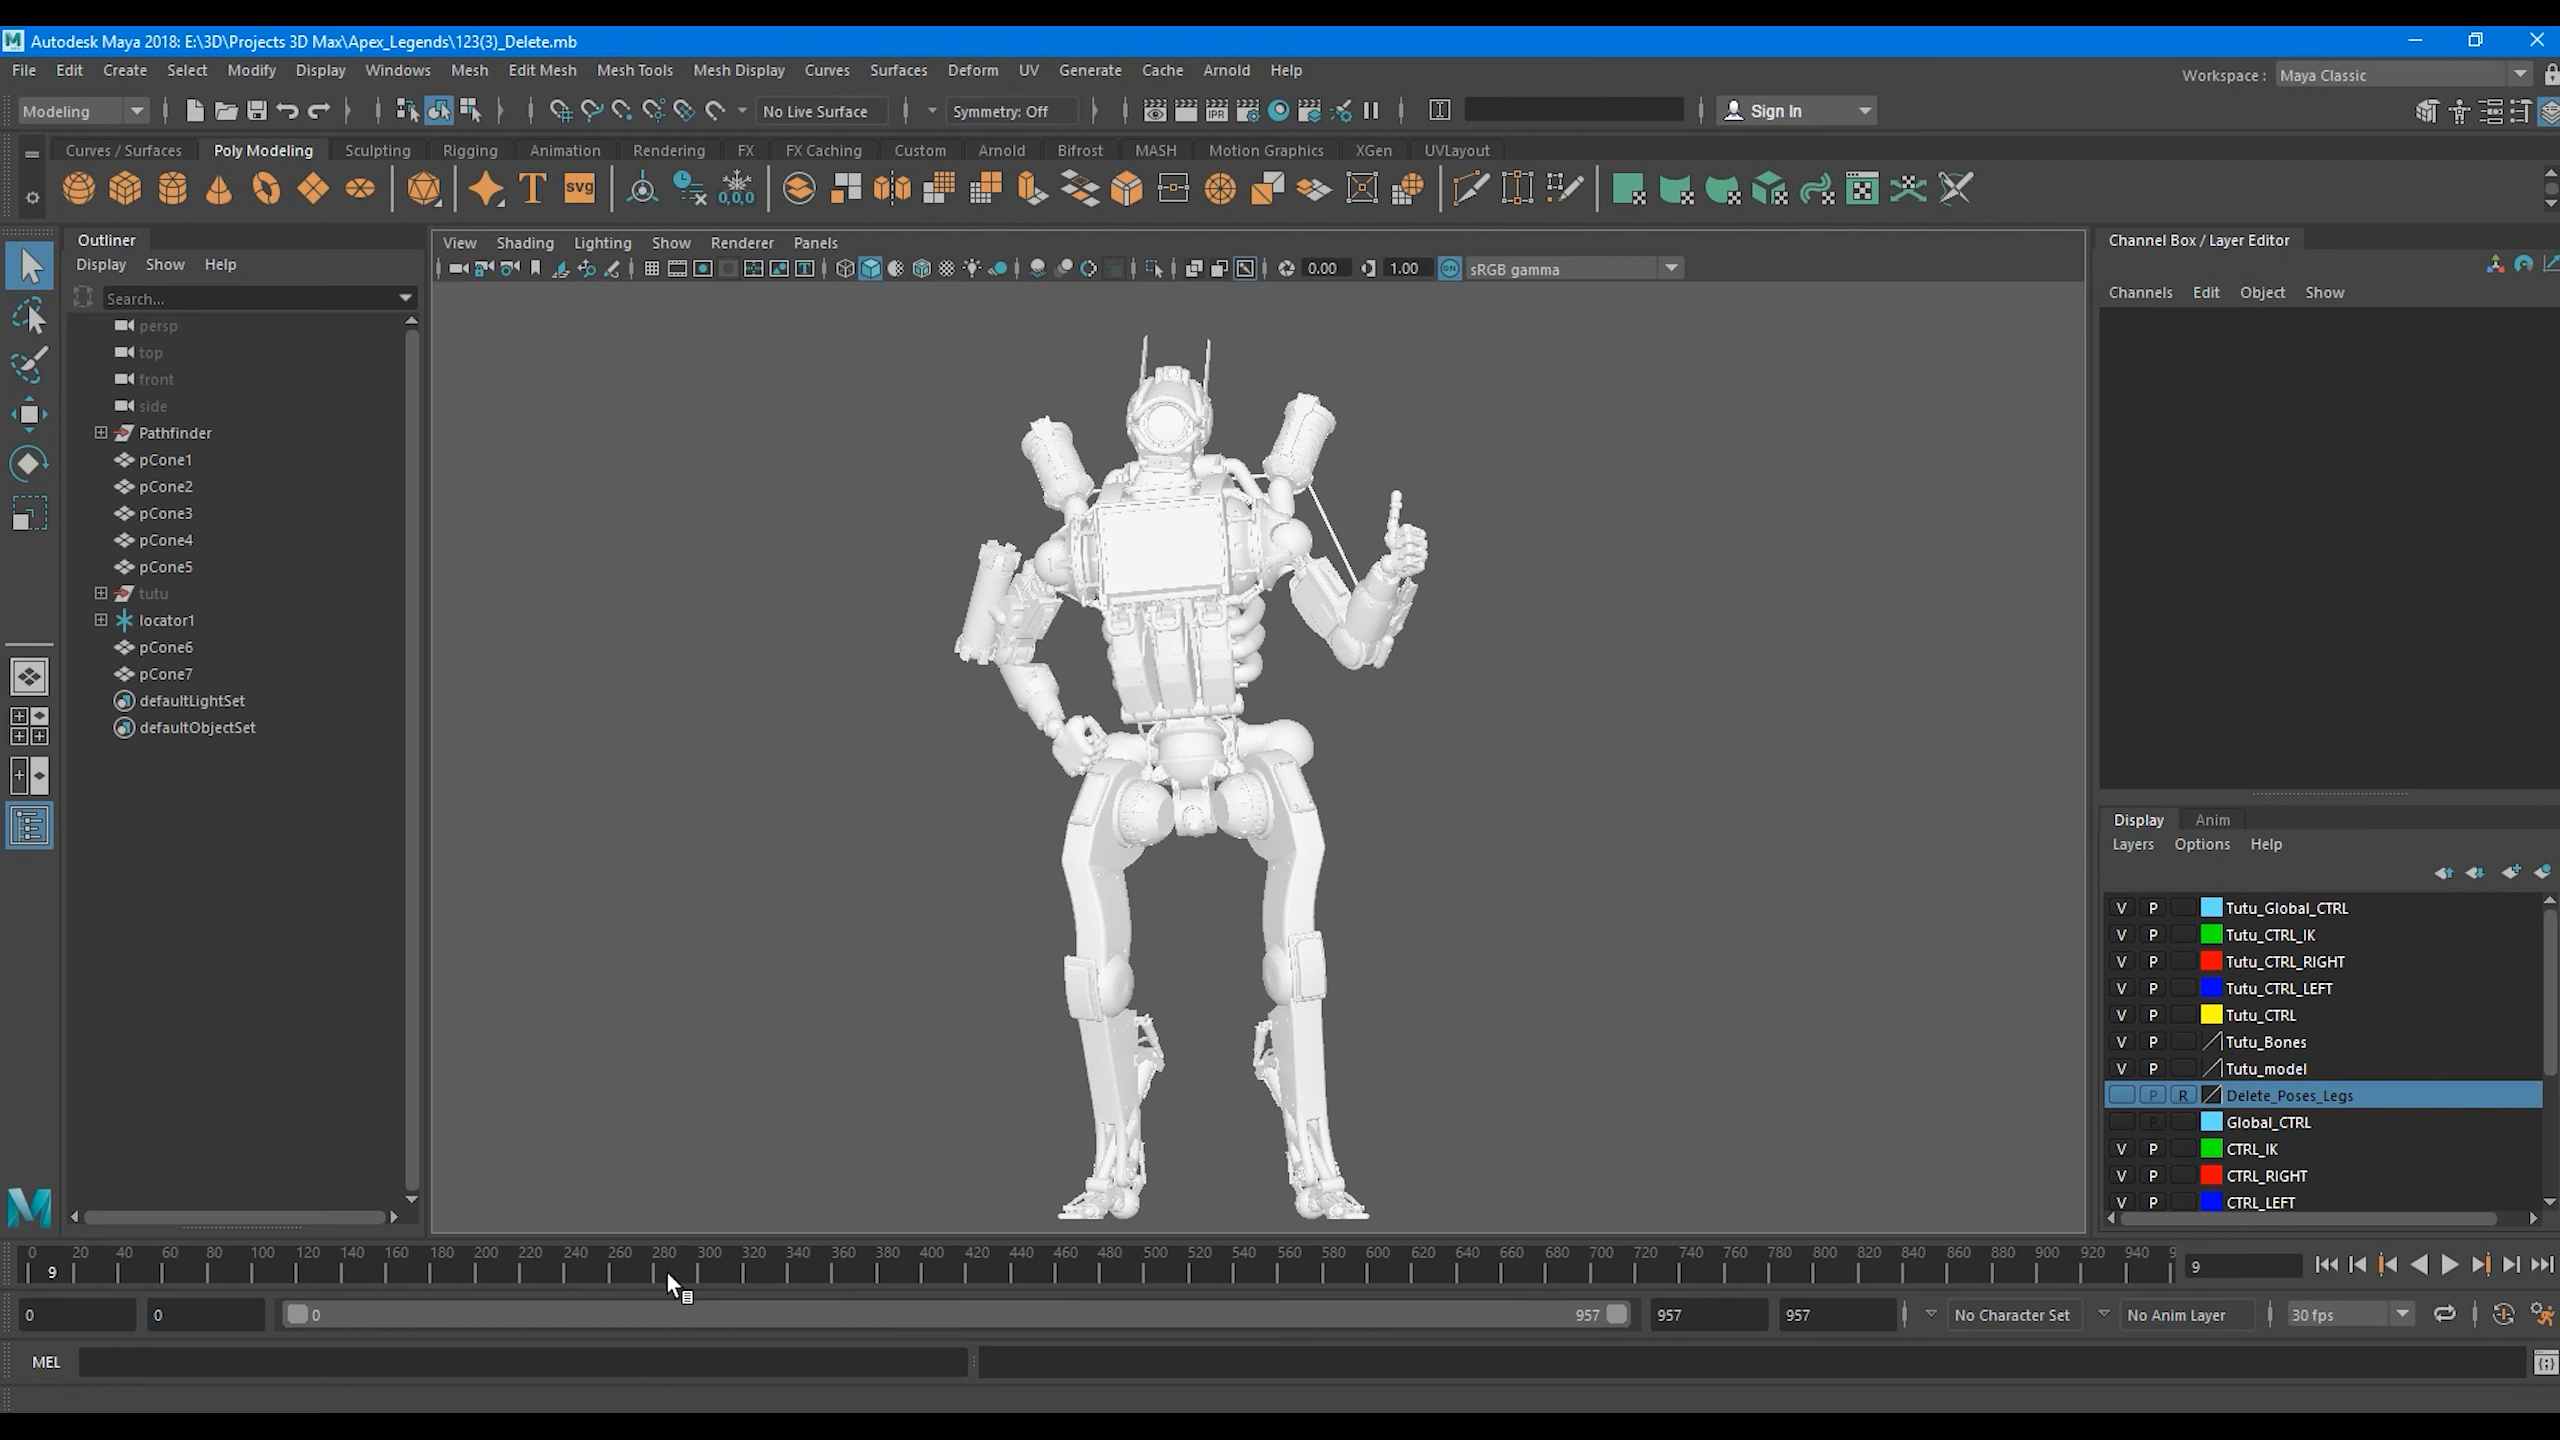 Autodesk Maya 2018: E:\3D\Projects 3D Max\Apex_Legends\123(3)_Delete.mb
File Edit Create Select Modify Display Windows Mesh Edit Mesh Mesh Tools Mesh Display Curves Surfaces Deform UV Generate Cache Arnold Help
Workspace : Maya Classic
Modeling No Live Surface Symmetry: Off IPR Sign In
Curves / Surfaces Poly Modeling Sculpting Rigging Animation Rendering FX FX Caching Custom Arnold Bifrost MASH Motion Graphics XGen UVLayout
T svg 0,0,0
Outliner
Display Show Help
Search...
persp
top
front
side
Pathfinder
pCone1
pCone2
pCone3
pCone4
pCone5
tutu
locator1
pCone6
pCone7
defaultLightSet
defaultObjectSet
View Shading Lighting Show Renderer Panels
0.00 1.00 ON sRGB gamma
Channel Box / Layer Editor
Channels Edit Object Show
Display Anim
Layers Options Help
V P Tutu_Global_CTRL
V P Tutu_CTRL_IK
V P Tutu_CTRL_RIGHT
V P Tutu_CTRL_LEFT
V P Tutu_CTRL
V P Tutu_Bones
V P Tutu_model
P R Delete_Poses_Legs
P Global_CTRL
V P CTRL_IK
V P CTRL_RIGHT
V P CTRL_LEFT
0 20 40 60 80 100 120 140 160 180 200 220 240 260 280 300 320 340 360 380 400 420 440 460 480 500 520 540 560 580 600 620 640 660 680 700 720 740 760 780 800 820 840 860 880 900 920 940 9
9 9
0 0 0 957 957 957 No Character Set No Anim Layer 30 fps
MEL